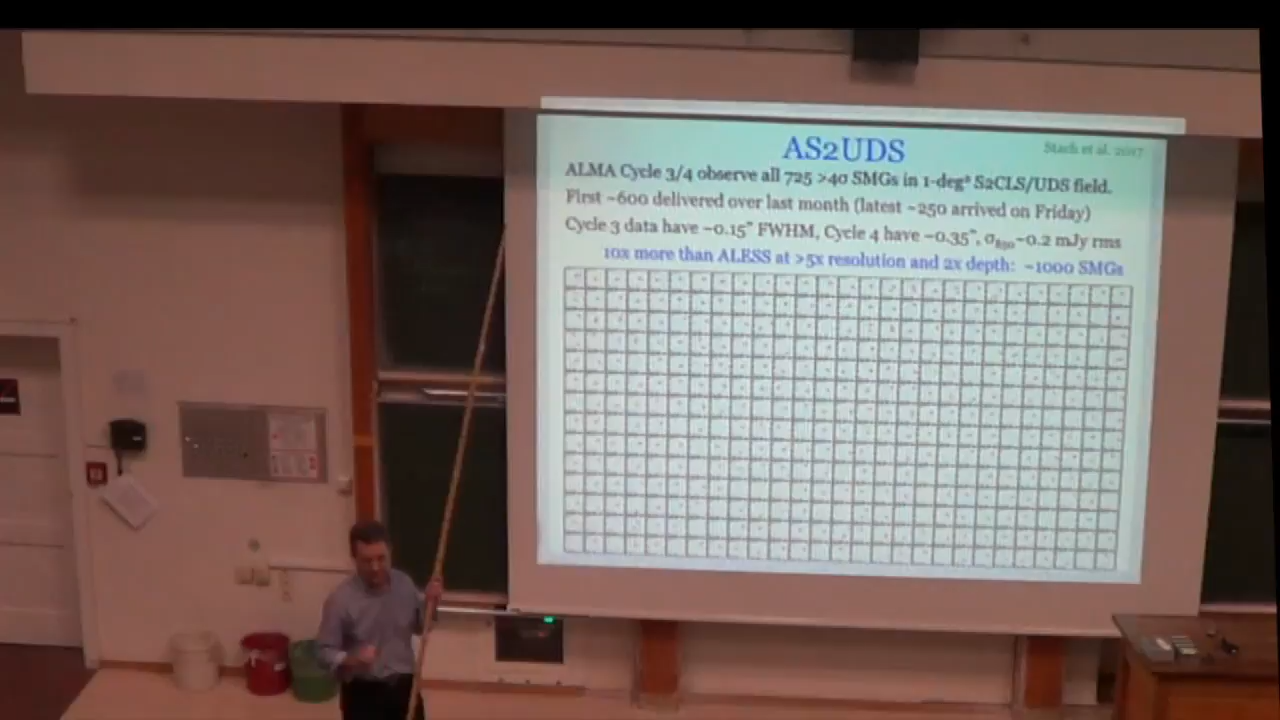 AS2UDS
Stach et al. 2017
ALMA Cycle 3/4 observe all 725 >4σ SMGs in 1-deg² S2CLS/UDS field.
First ~600 delivered over last month (latest ~250 arrived on Friday)
Cycle 3 data have ~0.15" FWHM, Cycle 4 have ~0.35", σ₈₅₀~0.2 mJy rms
10x more than ALESS at >5x resolution and 2x depth: ~1000 SMGs